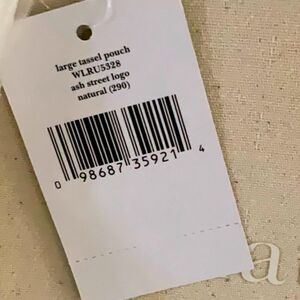 large tassel pouch
WLRU5328
ash street logo
natural (290)
0 98687 35921 4
a